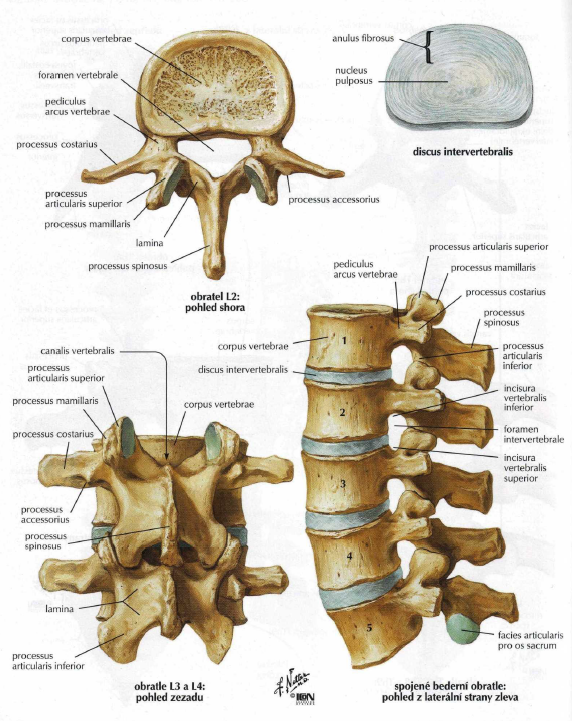 corpus vertebrae
foramen vertebrale
pediculus
arcus vertebrae
processus costarius
processus
articularis superior
processus mamillaris
lamina
processus spinosus
processus accessorius
obratel L2:
pohled shora
anulus fibrosus
nucleus
pulposus
discus intervertebralis
canalis vertebralis
processus
articularis superior
processus mamillaris
processus costarius
corpus vertebrae
processus
accessorius
processus
spinosus
lamina
processus
articularis inferior
obratle L3 a L4:
pohled zezadu
processus articularis superior
pediculus
arcus vertebrae
processus mamillaris
processus costarius
processus
spinosus
corpus vertebrae
discus intervertebralis
processus
articularis
inferior
incisura
vertebralis
inferior
foramen
intervertebrale
incisura
vertebralis
superior
1
2
3
4
5
facies articularis
pro os sacrum
spojené bederní obratle:
pohled z laterální strany zleva
F. Netter
M.D.
©